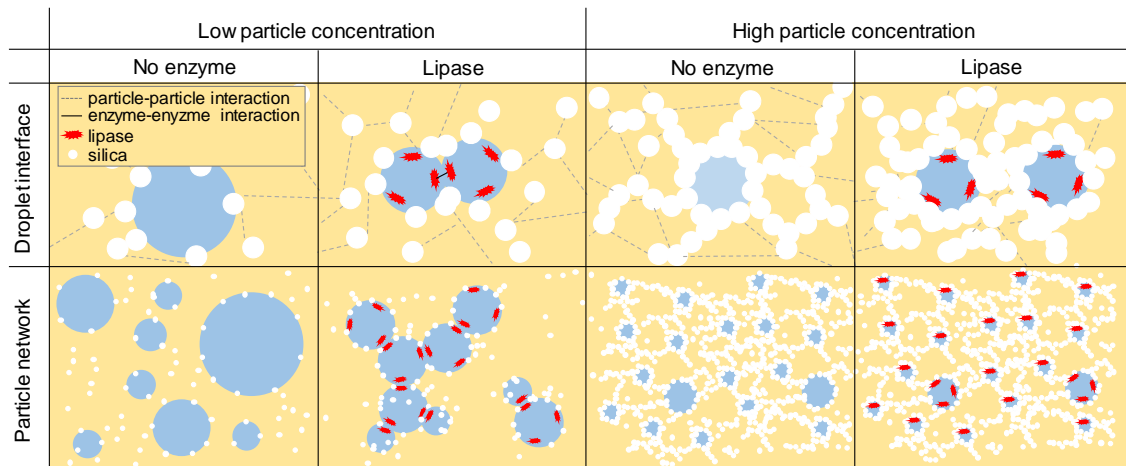 Low particle concentration
High particle concentration
No enzyme
Lipase
No enzyme
Lipase
Droplet interface
particle-particle interaction
enzyme-enyzme interaction
lipase
silica
Particle network